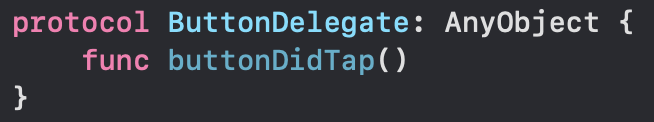 protocol ButtonDelegate: AnyObject {
    func buttonDidTap()
}